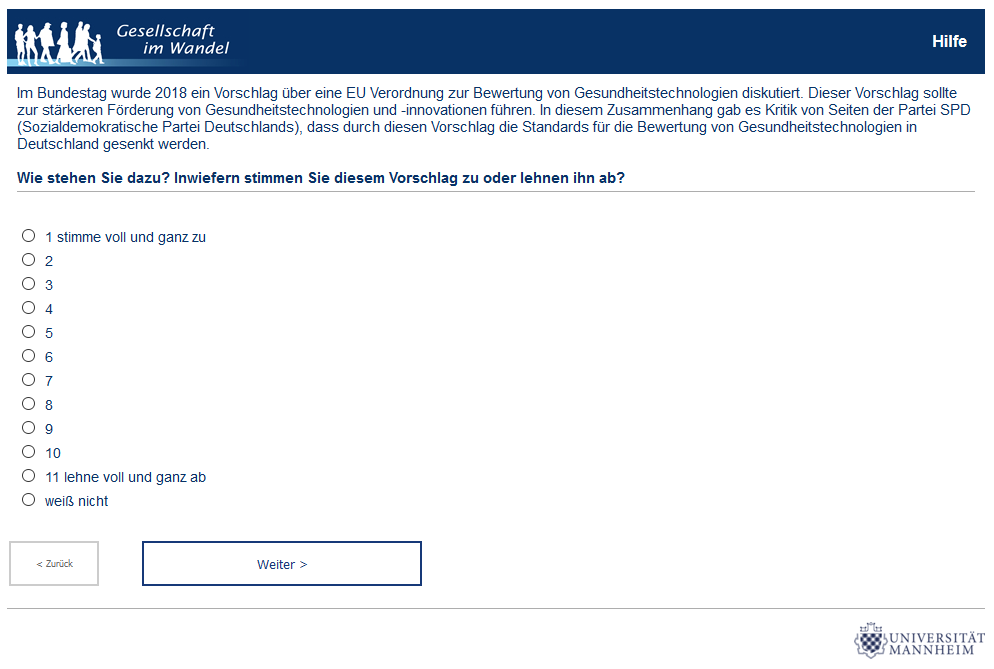 Gesellschaft
im Wandel
Hilfe
Im Bundestag wurde 2018 ein Vorschlag über eine EU Verordnung zur Bewertung von Gesundheitstechnologien diskutiert. Dieser Vorschlag sollte
zur stärkeren Förderung von Gesundheitstechnologien und -innovationen führen. In diesem Zusammenhang gab es Kritik von Seiten der Partei SPD
(Sozialdemokratische Partei Deutschlands), dass durch diesen Vorschlag die Standards für die Bewertung von Gesundheitstechnologien in
Deutschland gesenkt werden.
Wie stehen Sie dazu? Inwiefern stimmen Sie diesem Vorschlag zu oder lehnen ihn ab?
1 stimme voll und ganz zu
2
3
4
5
6
7
8
9
10
11 lehne voll und ganz ab
weiß nicht
< Zurück
Weiter >
UNIVERSITÄT
MANNHEIM